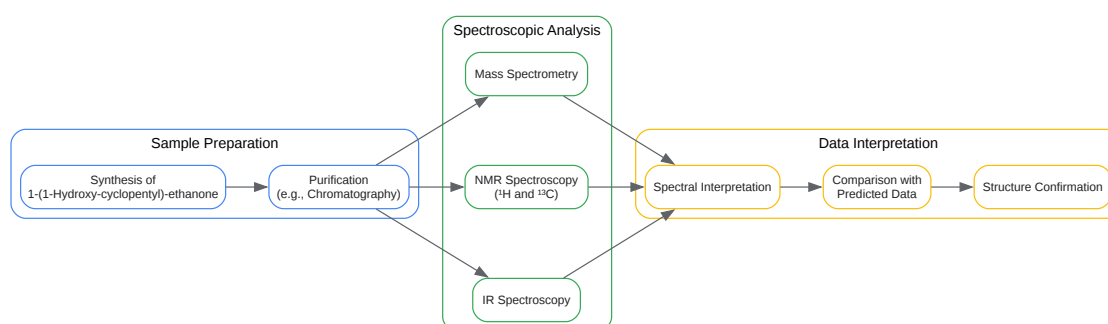 Sample Preparation
Synthesis of
1-(1-Hydroxy-cyclopentyl)-ethanone
Purification
(e.g., Chromatography)
Spectroscopic Analysis
Mass Spectrometry
NMR Spectroscopy
(¹H and ¹³C)
IR Spectroscopy
Data Interpretation
Spectral Interpretation
Comparison with
Predicted Data
Structure Confirmation